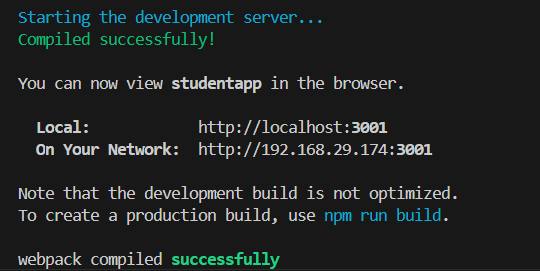 Starting the development server...
Compiled successfully!
You can now view studentapp in the browser.
Local: http://localhost:3001
On Your Network: http://192.168.29.174:3001
Note that the development build is not optimized.
To create a production build, use npm run build.
webpack compiled successfully